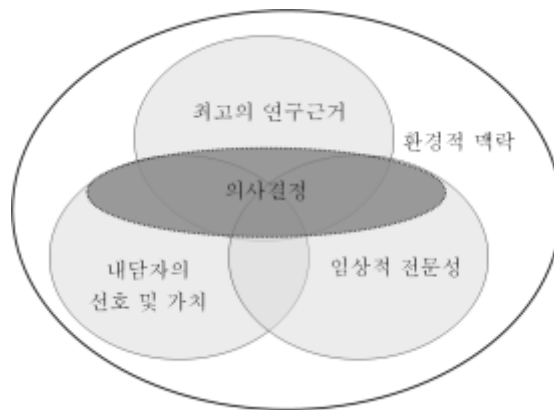 최고의 연구근거
환경적 맥락
의사결정
내담자의
선호 및 가치
임상적 전문성